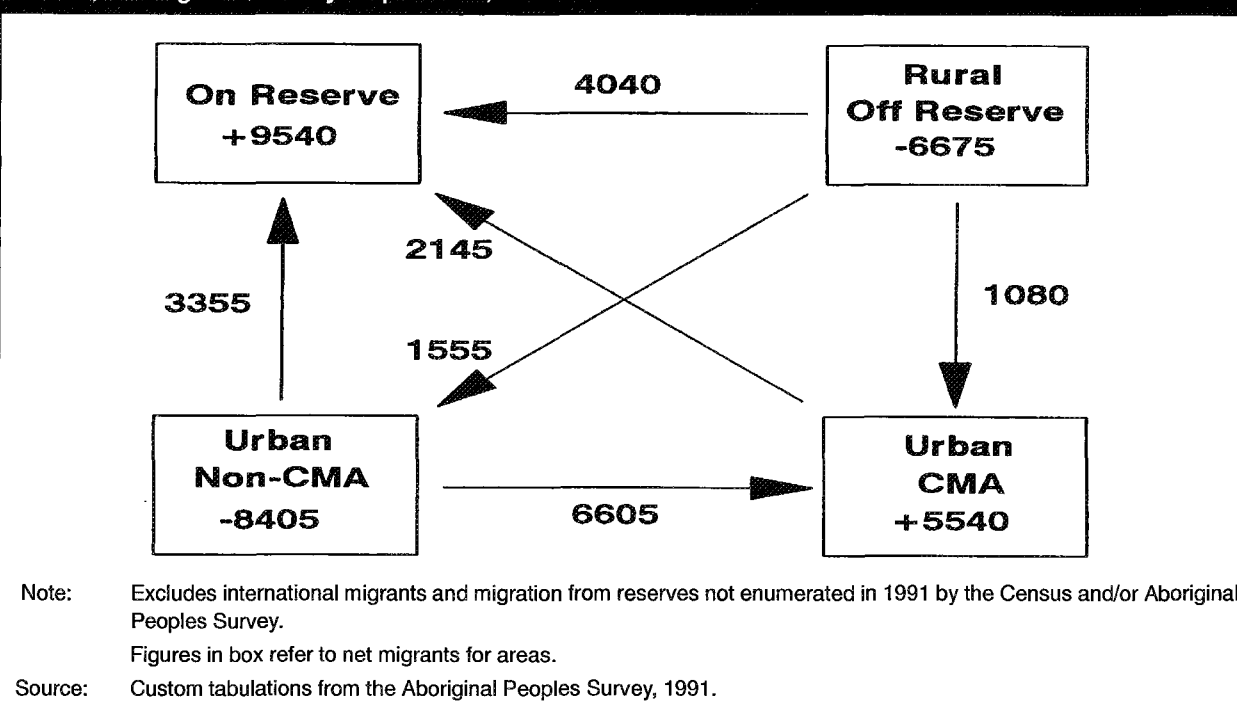 On Reserve
+9540
4040
Rural
Off Reserve
-6675
2145
3355
1080
1555
Urban
Non-CMA
-8405
6605
Urban
CMA
+5540
Note: Excludes international migrants and migration from reserves not enumerated in 1991 by the Census and/or Aboriginal
Peoples Survey.
Figures in box refer to net migrants for areas.
Source: Custom tabulations from the Aboriginal Peoples Survey, 1991.